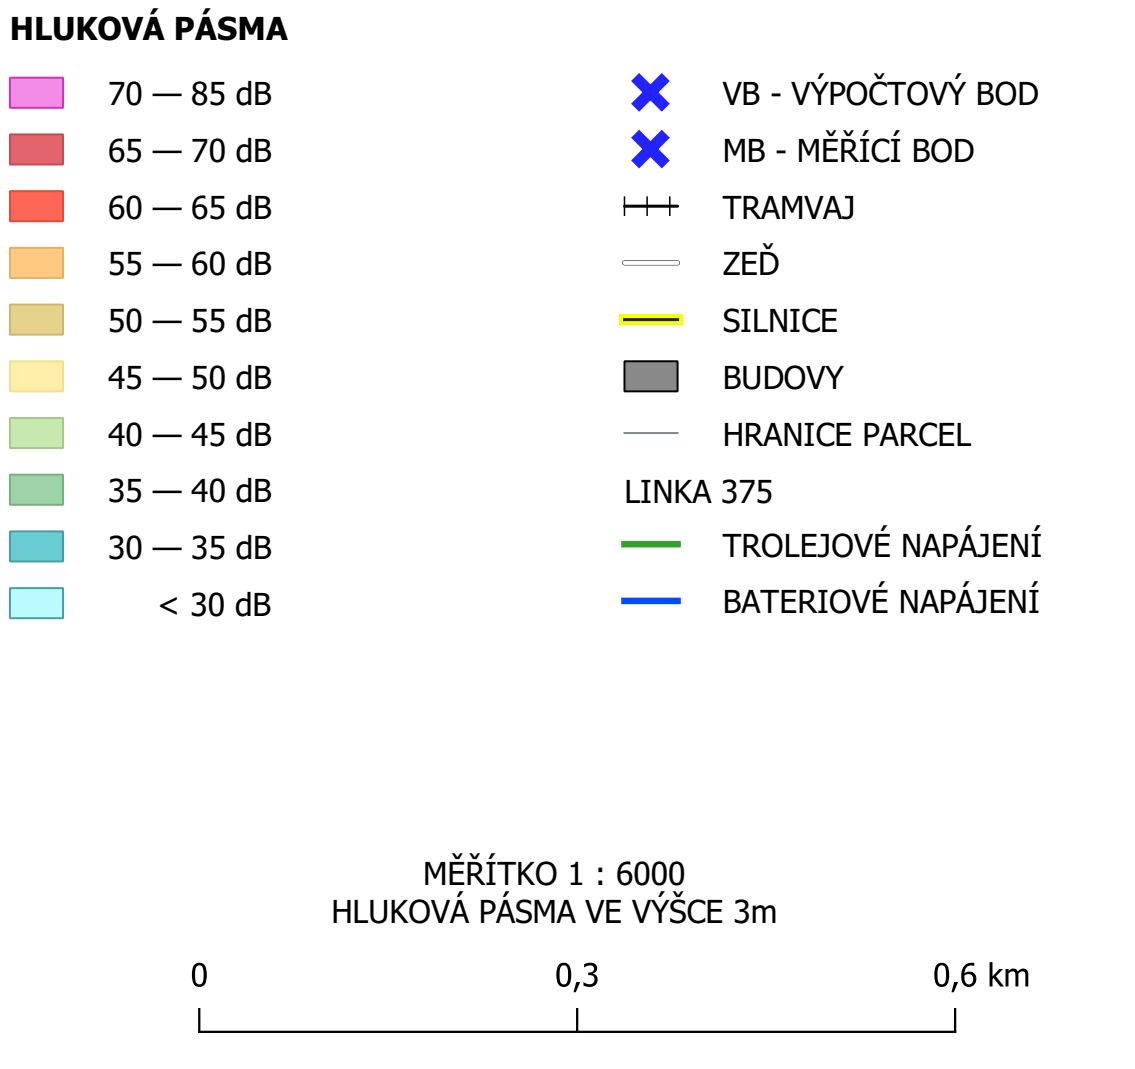 HLUKOVÁ PÁSMA
70 — 85 dB
65 — 70 dB
60 — 65 dB
55 — 60 dB
50 — 55 dB
45 — 50 dB
40 — 45 dB
35 — 40 dB
30 — 35 dB
< 30 dB
VB - VÝPOČTOVÝ BOD
MB - MĚŘÍCÍ BOD
TRAMVAJ
ZEĎ
SILNICE
BUDOVY
HRANICE PARCEL
LINKA 375
TROLEJOVÉ NAPÁJENÍ
BATERIOVÉ NAPÁJENÍ
MĚŘÍTKO 1 : 6000
HLUKOVÁ PÁSMA VE VÝŠCE 3m
0 0,3 0,6 km